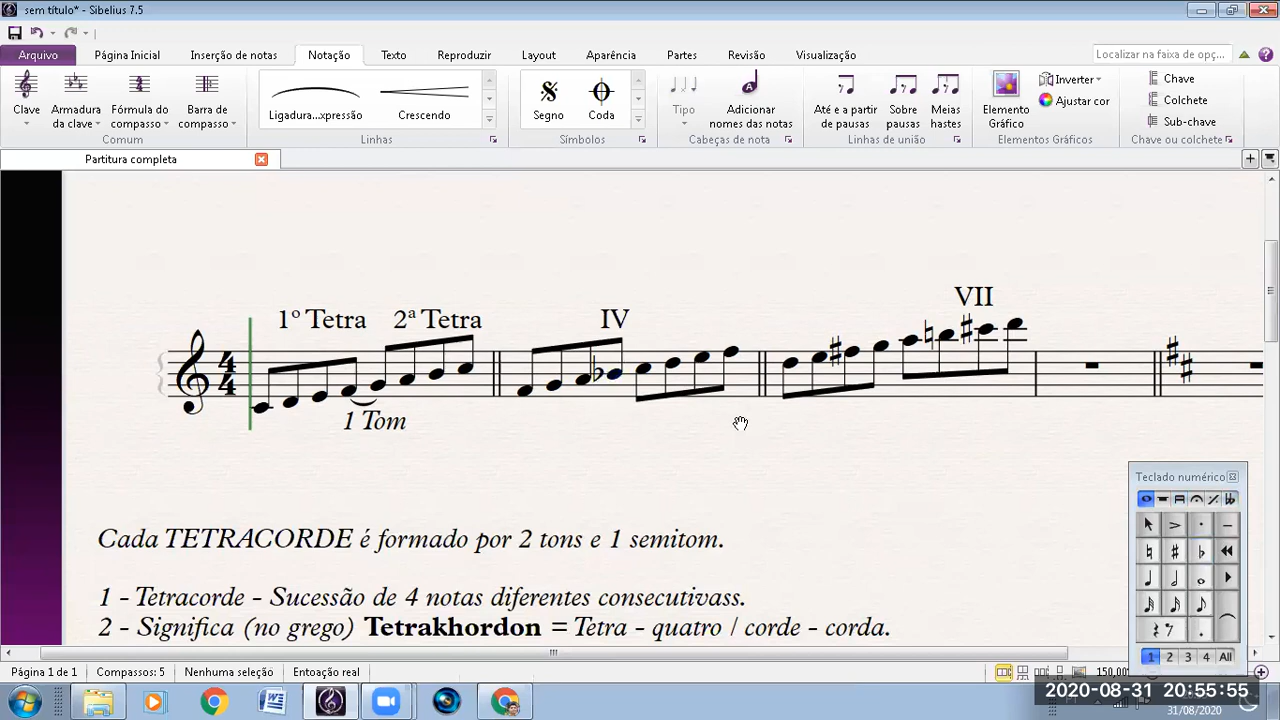 sem título* - Sibelius 7.5
Arquivo Página Inicial Inserção de notas Notação Texto Reproduzir Layout Aparência Partes Revisão Visualização Localizar na faixa de opç...
Clave Armadura da clave Fórmula do compasso Barra de compasso
Ligadura...xpressão Crescendo
Segno Coda
Tipo Adicionar nomes das notas
Até e a partir de pausas Sobre pausas Meias hastes
Elemento Gráfico Inverter Ajustar cor
Chave
Colchete
Sub-chave
Comum Linhas Símbolos Cabeças de nota Linhas de união Elementos Gráficos Chave ou colchete
Partitura completa
VII
1º Tetra 2ª Tetra IV
4
4
1 Tom
Teclado numérico
Cada TETRACORDE é formado por 2 tons e 1 semitom.
1 - Tetracorde - Sucessão de 4 notas diferentes consecutivass.
2 - Significa (no grego) Tetrakhordon = Tetra - quatro / corde - corda.
1 2 3 4 All
Página 1 de 1 Compassos: 5 Nenhuma seleção Entoação real 150,00
2020-08-31 20:55:55
31/08/2020